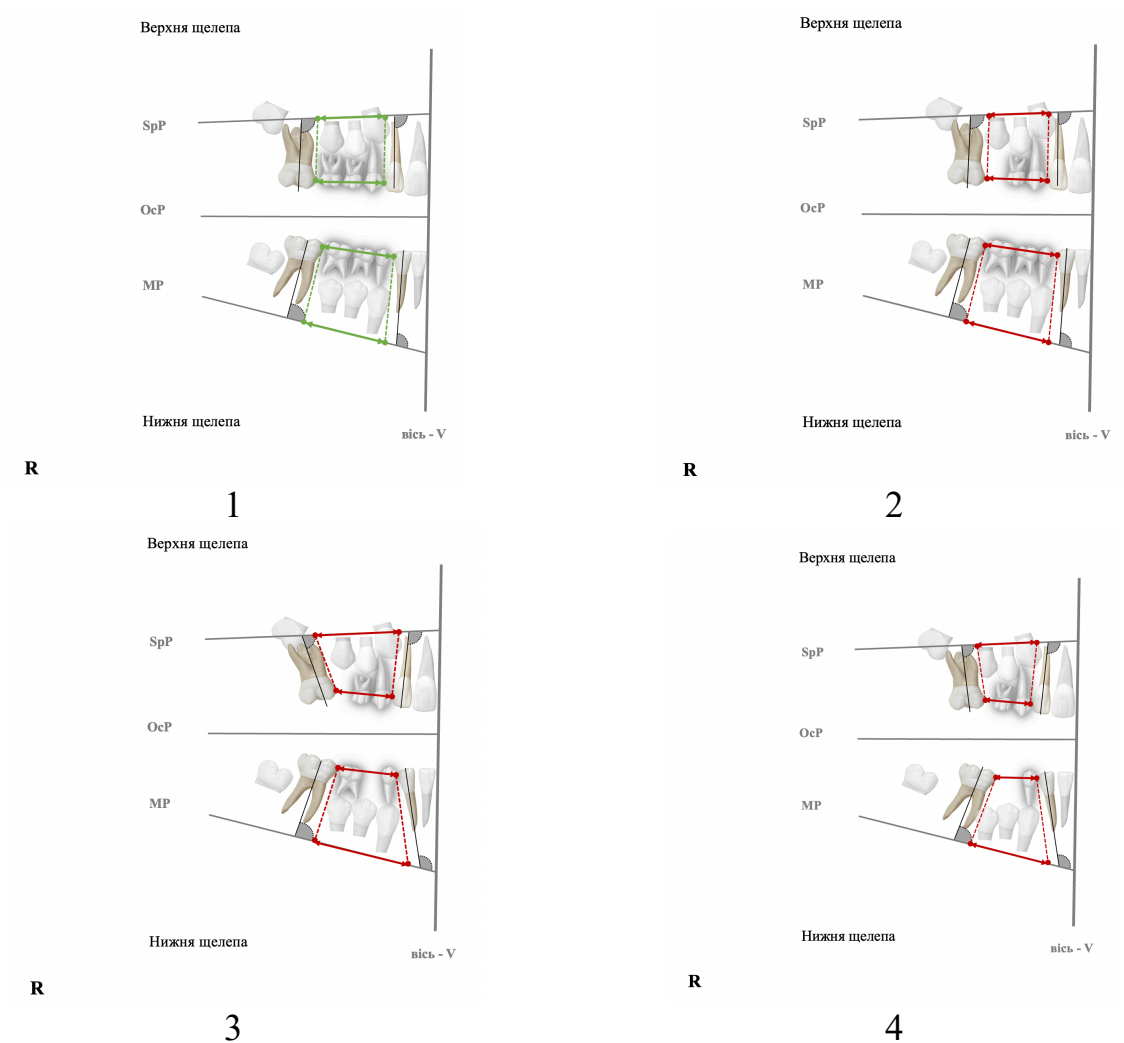 Верхня щелепа
SpP
OcP
MP
Нижня щелепа
вісь - V
R
1
Верхня щелепа
SpP
OcP
MP
Нижня щелепа
вісь - V
R
2
Верхня щелепа
SpP
OcP
MP
Нижня щелепа
вісь - V
R
3
Верхня щелепа
SpP
OcP
MP
Нижня щелепа
вісь - V
R
4